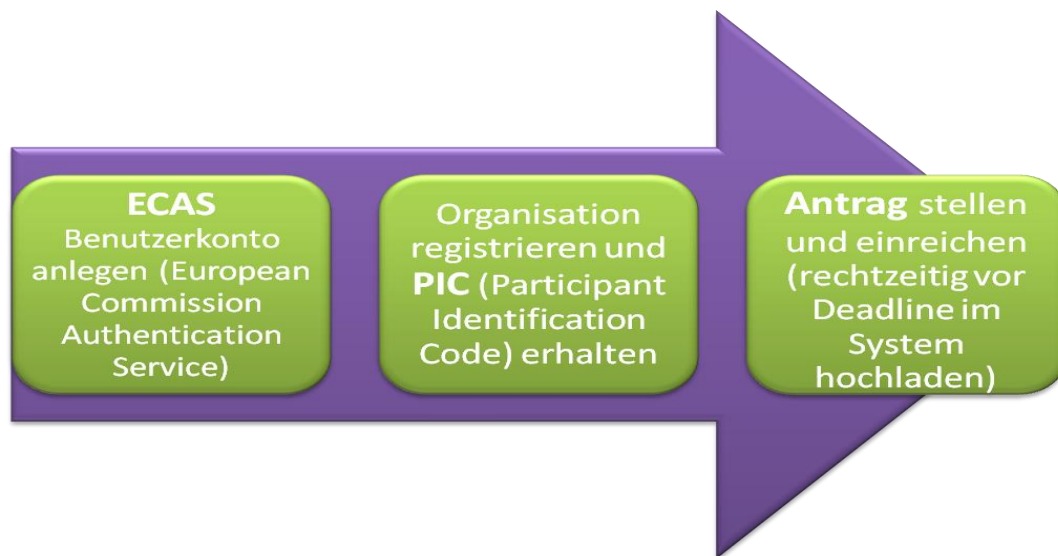 ECAS
Benutzerkonto
anlegen (European
Commission
Authentication
Service)
Organisation
registrieren und
PIC (Participant
Identification
Code) erhalten
Antrag stellen
und einreichen
(rechtzeitig vor
Deadline im
System
hochladen)